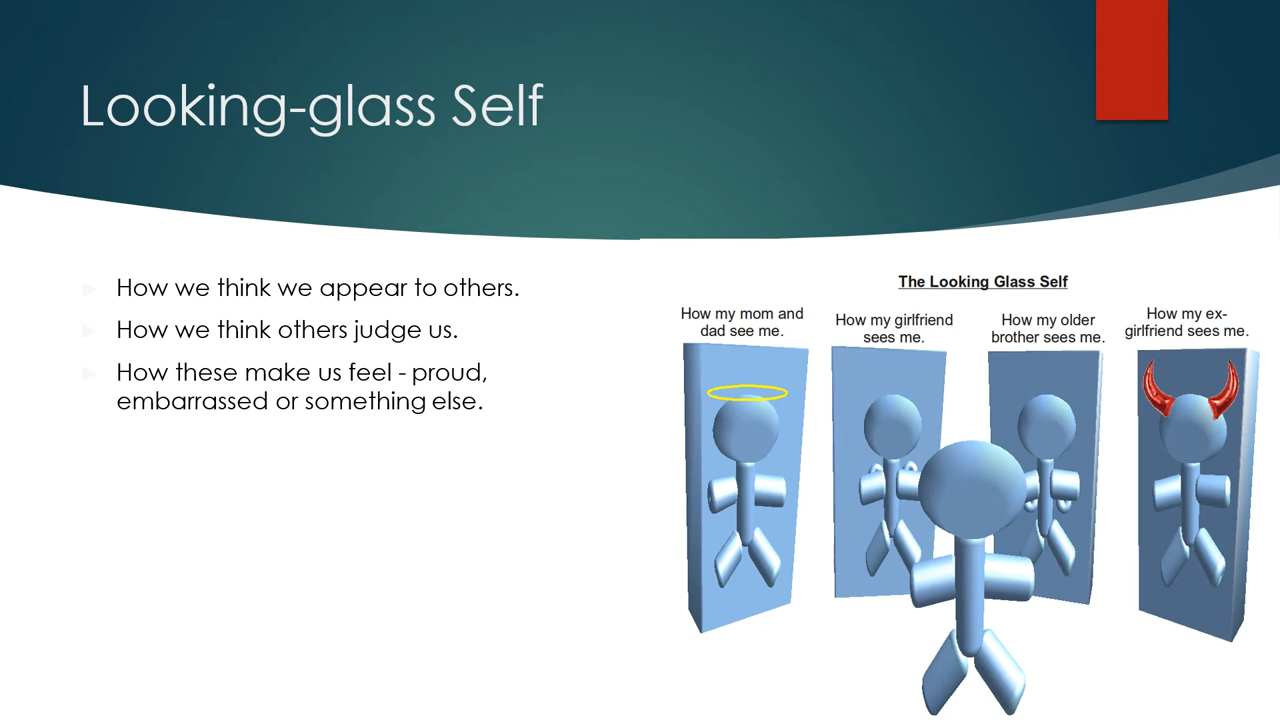 Looking-glass Self
How we think we appear to others.
How we think others judge us.
How these make us feel - proud,
embarrassed or something else.
The Looking Glass Self
How my mom and
dad see me.
How my girlfriend
sees me.
How my older
brother sees me.
How my ex-
girlfriend sees me.